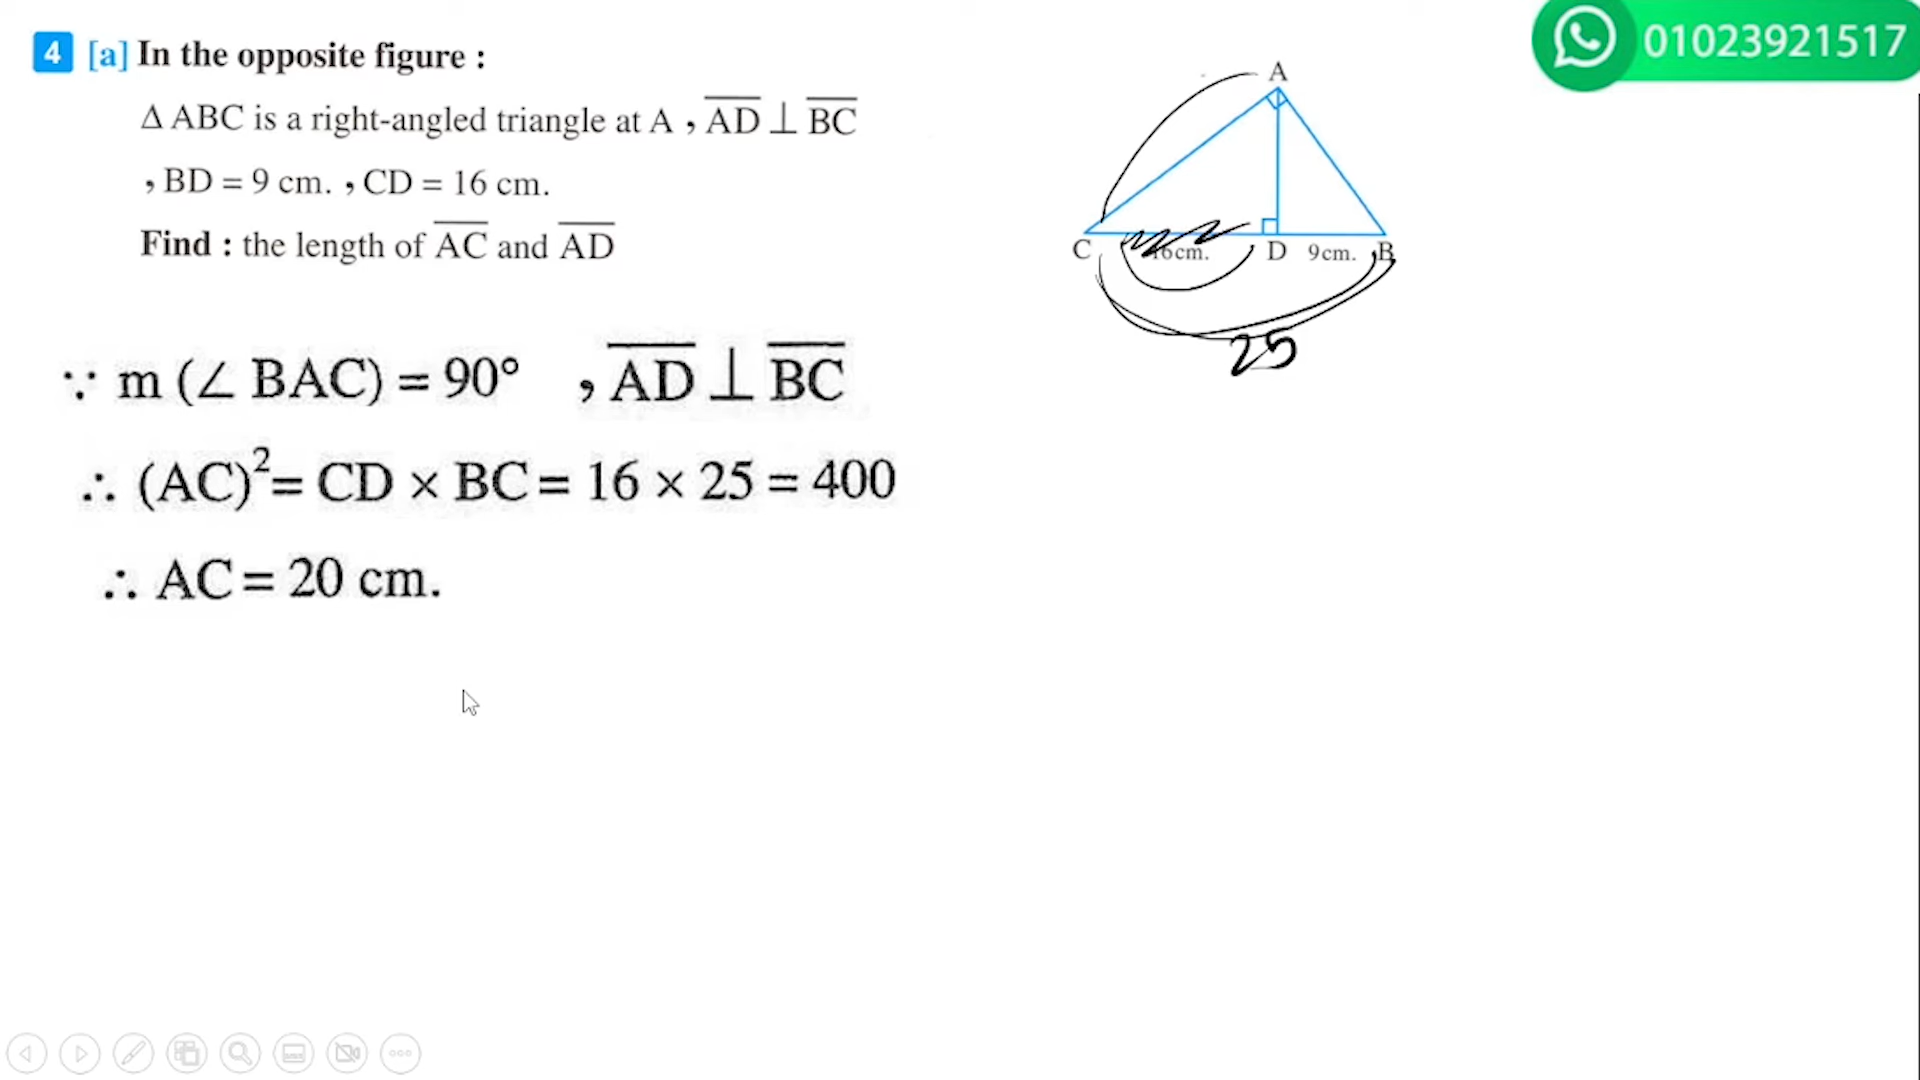 4 [a] In the opposite figure :
Δ ABC is a right-angled triangle at A , AD ⊥ BC
, BD = 9 cm. , CD = 16 cm.
Find : the length of AC and AD
∵ m (∠ BAC) = 90° , AD ⊥ BC
∴ (AC)² = CD × BC = 16 × 25 = 400
∴ AC = 20 cm.
01023921517
A
C 16cm. D 9cm. B
25